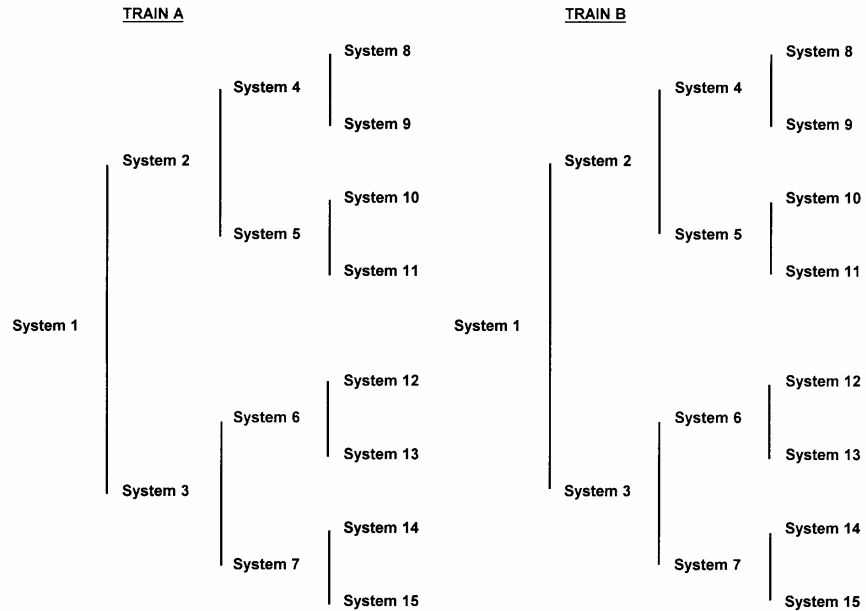 TRAIN A
System 1
System 2
System 3
System 4
System 5
System 6
System 7
System 8
System 9
System 10
System 11
System 12
System 13
System 14
System 15
TRAIN B
System 1
System 2
System 3
System 4
System 5
System 6
System 7
System 8
System 9
System 10
System 11
System 12
System 13
System 14
System 15